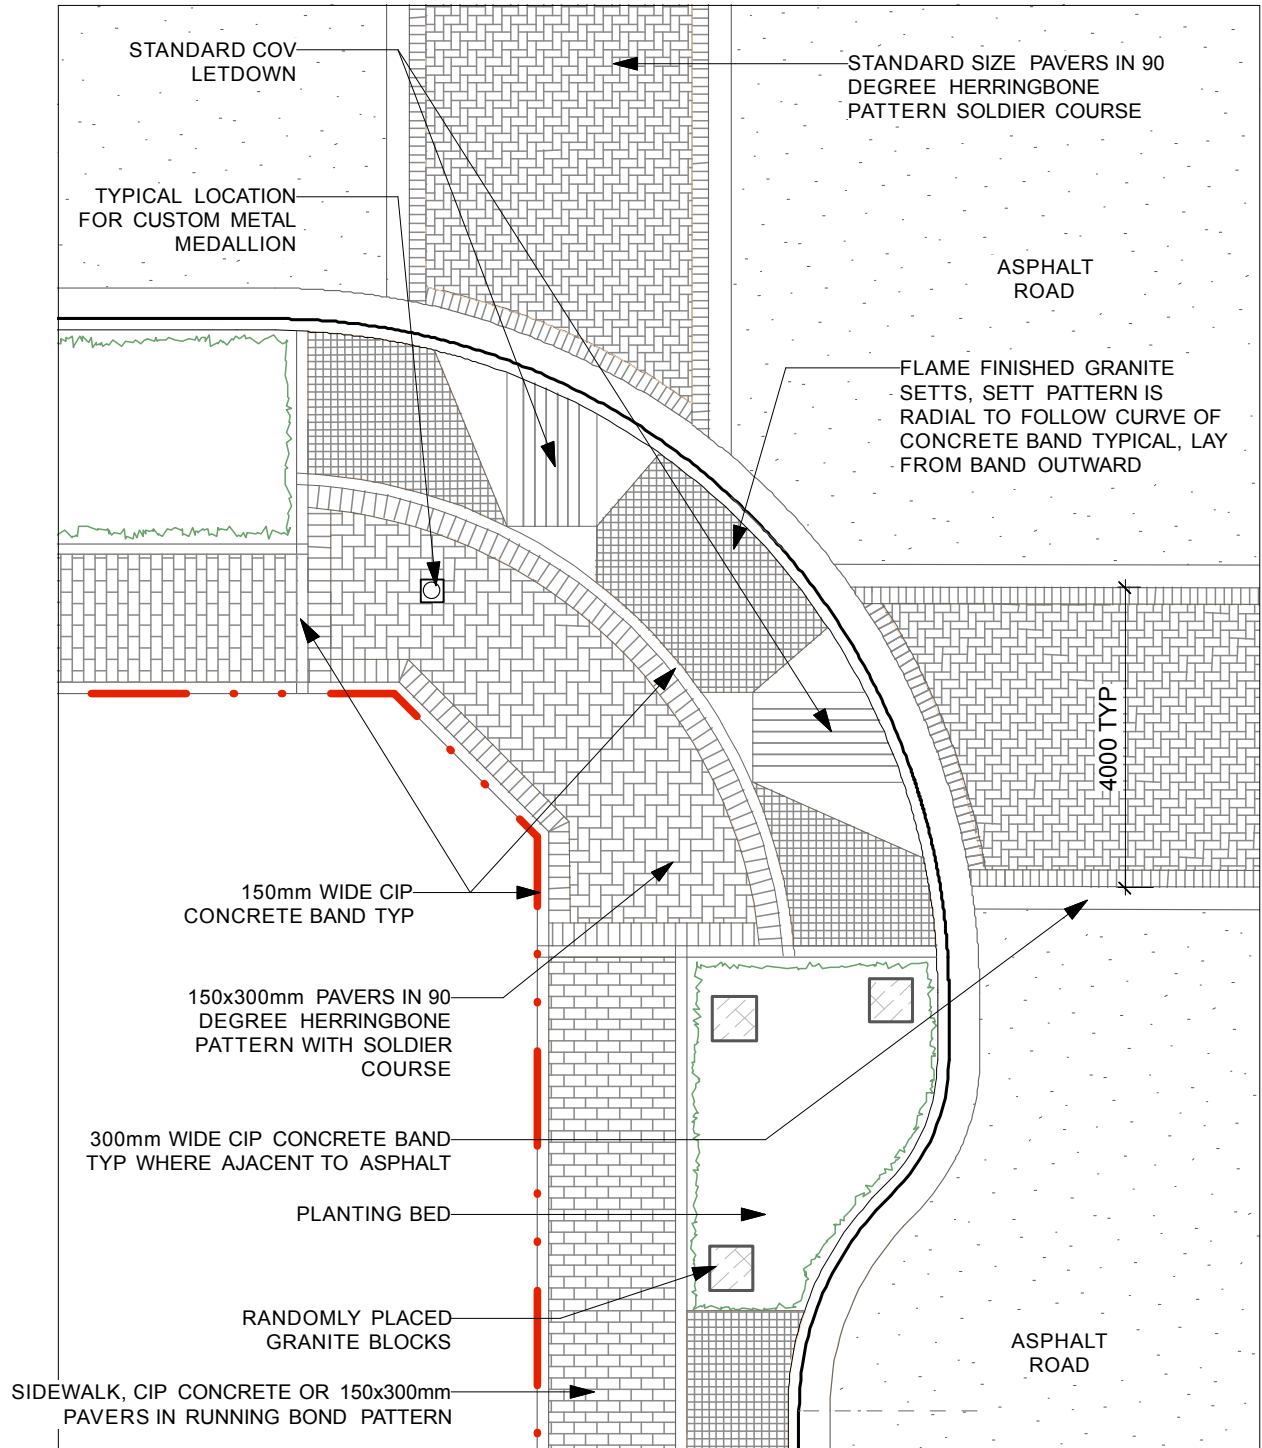 STANDARD COV
LETDOWN
STANDARD SIZE PAVERS IN 90
DEGREE HERRINGBONE
PATTERN SOLDIER COURSE
TYPICAL LOCATION
FOR CUSTOM METAL
MEDALLION
ASPHALT
ROAD
FLAME FINISHED GRANITE
SETTS, SETT PATTERN IS
RADIAL TO FOLLOW CURVE OF
CONCRETE BAND TYPICAL, LAY
FROM BAND OUTWARD
4000 TYP
150mm WIDE CIP
CONCRETE BAND TYP
150x300mm PAVERS IN 90
DEGREE HERRINGBONE
PATTERN WITH SOLDIER
COURSE
300mm WIDE CIP CONCRETE BAND
TYP WHERE AJACENT TO ASPHALT
PLANTING BED
RANDOMLY PLACED
GRANITE BLOCKS
ASPHALT
ROAD
SIDEWALK, CIP CONCRETE OR 150x300mm
PAVERS IN RUNNING BOND PATTERN